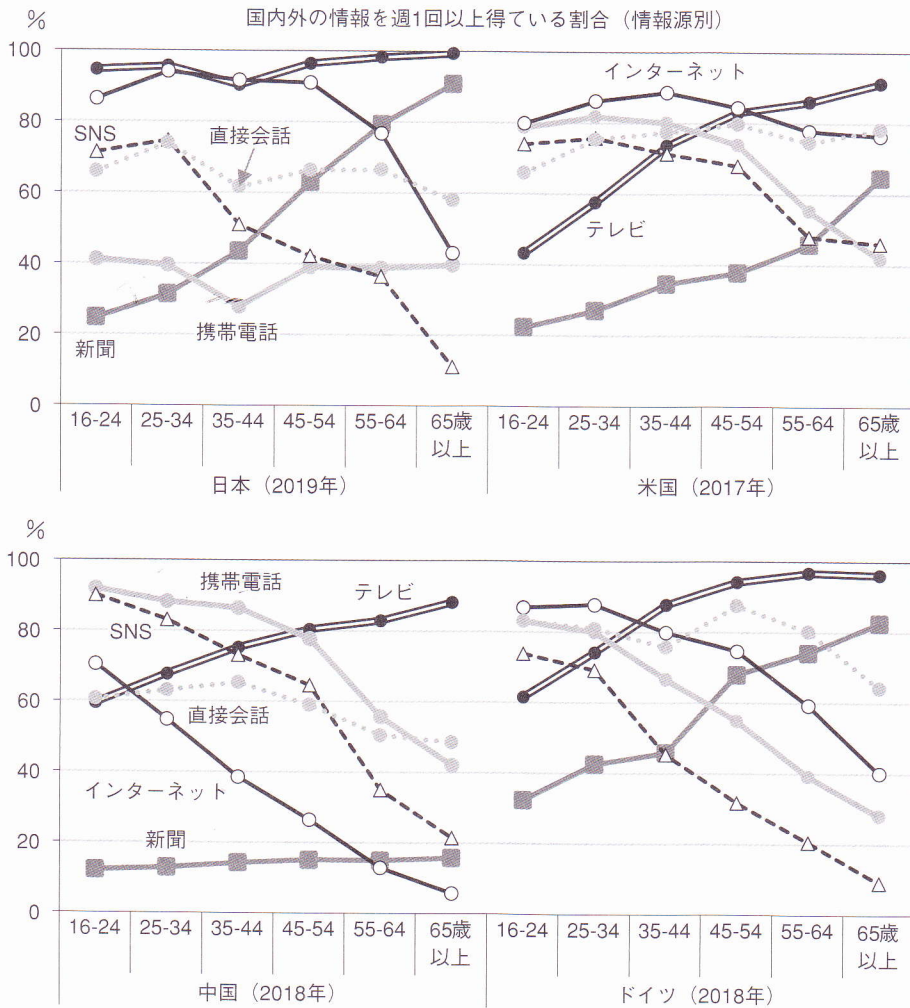 国内外の情報を週1回以上得ている割合（情報源別）
%
100
80
60
40
20
0
SNS
直接会話
新聞
携帯電話
インターネット
テレビ
16-24 25-34 35-44 45-54 55-64 65歳以上
日本（2019年）
16-24 25-34 35-44 45-54 55-64 65歳以上
米国（2017年）
%
100
80
60
40
20
0
携帯電話
テレビ
SNS
直接会話
インターネット
新聞
16-24 25-34 35-44 45-54 55-64 65歳以上
中国（2018年）
16-24 25-34 35-44 45-54 55-64 65歳以上
ドイツ（2018年）